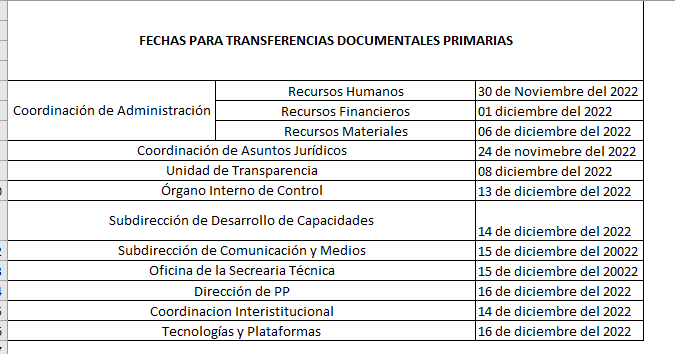 FECHAS PARA TRANSFERENCIAS DOCUMENTALES PRIMARIAS
Coordinación de Administración
Recursos Humanos 30 de Noviembre del 2022
Recursos Financieros 01 diciembre del 2022
Recursos Materiales 06 de diciembre del 2022
Coordinación de Asuntos Jurídicos 24 de novimebre del 2022
Unidad de Transparencia 08 diciembre del 2022
Órgano Interno de Control 13 de diciembre del 2022
Subdirección de Desarrollo de Capacidades 14 de diciembre del 2022
Subdirección de Comunicación y Medios 15 de diciembre del 20022
Oficina de la Secrearia Técnica 15 de diciembre del 20022
Dirección de PP 16 de diciembre del 2022
Coordinacion Interistitucional 14 de diciembre del 2022
Tecnologías y Plataformas 16 de diciembre del 2022